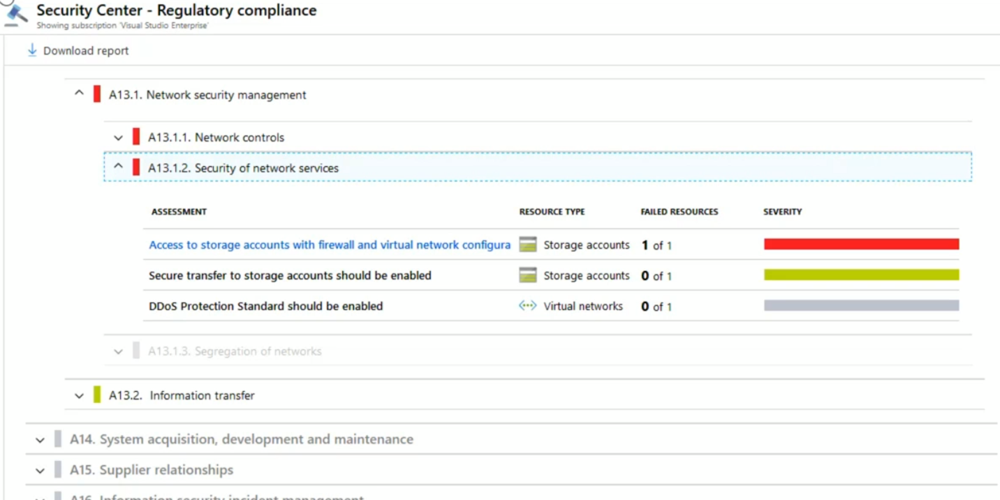 Security Center - Regulatory compliance
Showing subscription 'Visual Studio Enterprise'
Download report
A13.1. Network security management
A13.1.1. Network controls
A13.1.2. Security of network services
ASSESSMENT RESOURCE TYPE FAILED RESOURCES SEVERITY
Access to storage accounts with firewall and virtual network configura Storage accounts 1 of 1
Secure transfer to storage accounts should be enabled Storage accounts 0 of 1
DDoS Protection Standard should be enabled Virtual networks 0 of 1
A13.1.3. Segregation of networks
A13.2. Information transfer
A14. System acquisition, development and maintenance
A15. Supplier relationships
A16. Information security incident management